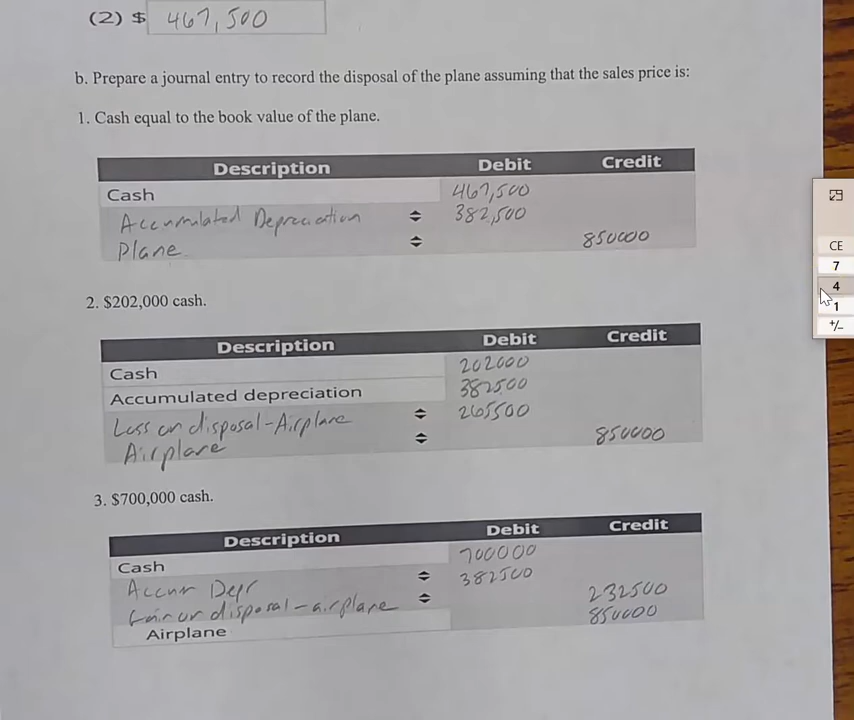 (2) $ 467,500
b. Prepare a journal entry to record the disposal of the plane assuming that the sales price is:
1. Cash equal to the book value of the plane.
Description Debit Credit
Cash 467,500
Accumulated Depreciation 382,500
Plane 850000
2. $202,000 cash.
Description Debit Credit
Cash 202000
Accumulated depreciation 382500
Loss on disposal-Airplane 265500
Airplane 850000
3. $700,000 cash.
Description Debit Credit
Cash 700000
Accum Depr 382500
Gain on disposal-airplane 232500
Airplane 850000
CE
7
4
1
+/-